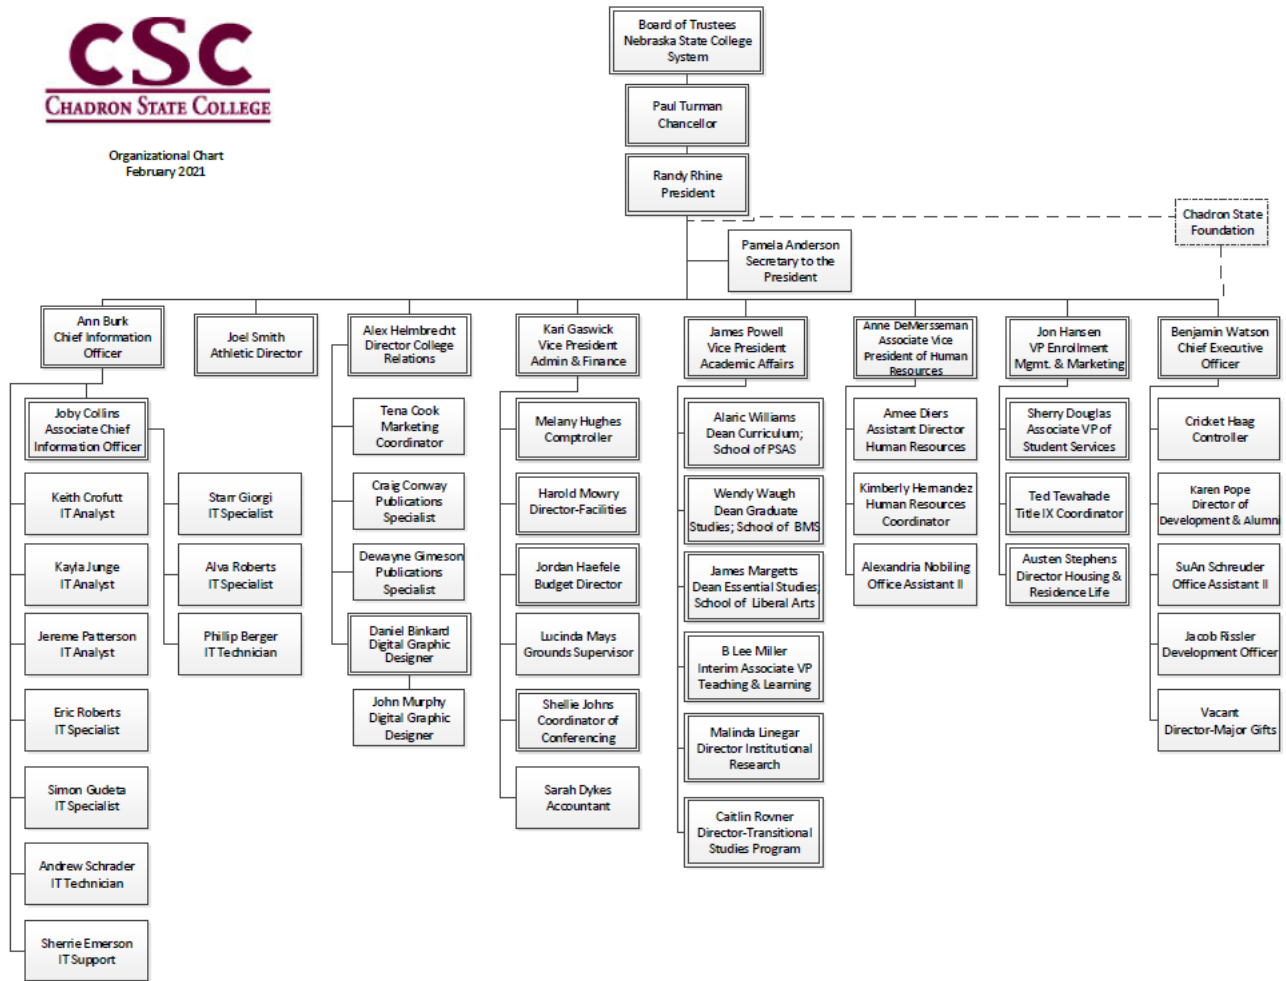 CSC
CHADRON STATE COLLEGE
Organizational Chart
February 2021
Board of Trustees
Nebraska State College
System
Paul Turman
Chancellor
Randy Rhine
President
Chadron State
Foundation
Pamela Anderson
Secretary to the
President
Ann Burk
Chief Information
Officer
Joel Smith
Athletic Director
Alex Helmbrecht
Director College
Relations
Kari Gaswick
Vice President
Admin & Finance
James Powell
Vice President
Academic Affairs
Anne DeMersseman
Associate Vice
President of Human
Resources
Jon Hansen
VP Enrollment
Mgmt. & Marketing
Benjamin Watson
Chief Executive
Officer
Joby Collins
Associate Chief
Information Officer
Keith Crofutt
IT Analyst
Kayla Junge
IT Analyst
Jereme Patterson
IT Analyst
Eric Roberts
IT Specialist
Simon Gudeta
IT Specialist
Andrew Schrader
IT Technician
Sherrie Emerson
IT Support
Starr Giorgi
IT Specialist
Alva Roberts
IT Specialist
Phillip Berger
IT Technician
Tena Cook
Marketing
Coordinator
Craig Conway
Publications
Specialist
Dewayne Gimeson
Publications
Specialist
Daniel Binkard
Digital Graphic
Designer
John Murphy
Digital Graphic
Designer
Melany Hughes
Comptroller
Harold Mowry
Director-Facilities
Jordan Haefele
Budget Director
Lucinda Mays
Grounds Supervisor
Shellie Johns
Coordinator of
Conferencing
Sarah Dykes
Accountant
Alaric Williams
Dean Curriculum;
School of PSAS
Wendy Waugh
Dean Graduate
Studies; School of BMS
James Margetts
Dean Essential Studies;
School of Liberal Arts
B Lee Miller
Interim Associate VP
Teaching & Learning
Malinda Linegar
Director Institutional
Research
Caitlin Rovner
Director-Transitional
Studies Program
Amee Diers
Assistant Director
Human Resources
Kimberly Hernandez
Human Resources
Coordinator
Alexandria Nobiling
Office Assistant II
Sherry Douglas
Associate VP of
Student Services
Ted Tewahade
Title IX Coordinator
Austen Stephens
Director Housing &
Residence Life
Cricket Haag
Controller
Karen Pope
Director of
Development & Alumni
SuAn Schreuder
Office Assistant II
Jacob Rissler
Development Officer
Vacant
Director-Major Gifts